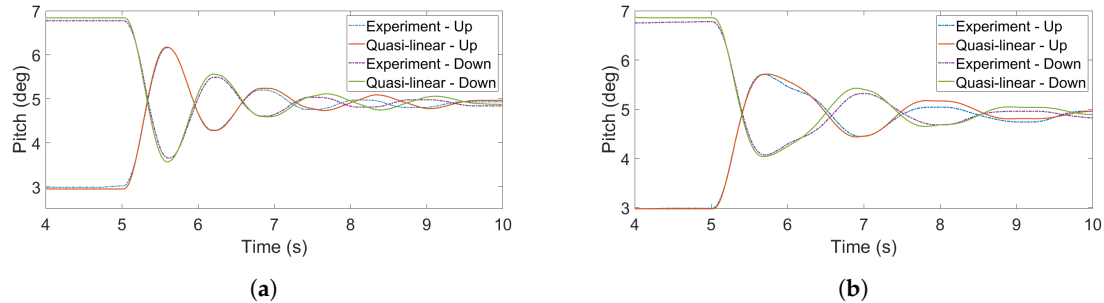 7
6
5
4
3
Pitch (deg)
4 5 6 7 8 9 10
Time (s)
Experiment - Up
Quasi-linear - Up
Experiment - Down
Quasi-linear - Down
(a)
7
6
5
4
3
Pitch (deg)
4 5 6 7 8 9 10
Time (s)
Experiment - Up
Quasi-linear - Up
Experiment - Down
Quasi-linear - Down
(b)